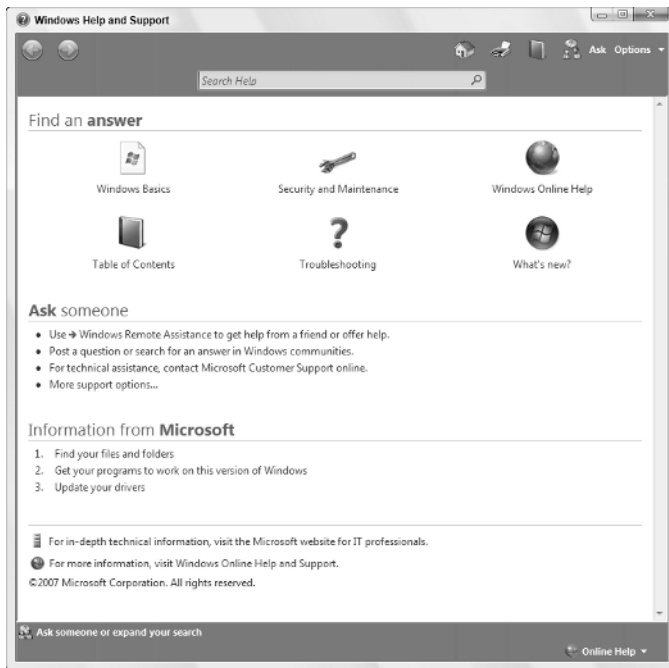 Windows Help and Support
Ask Options
Search Help
Find an answer
Windows Basics
Security and Maintenance
Windows Online Help
Table of Contents
Troubleshooting
What's new?
Ask someone
• Use → Windows Remote Assistance to get help from a friend or offer help.
• Post a question or search for an answer in Windows communities.
• For technical assistance, contact Microsoft Customer Support online.
• More support options...
Information from Microsoft
1. Find your files and folders
2. Get your programs to work on this version of Windows
3. Update your drivers
For in-depth technical information, visit the Microsoft website for IT professionals.
For more information, visit Windows Online Help and Support.
©2007 Microsoft Corporation. All rights reserved.
Ask someone or expand your search
Online Help